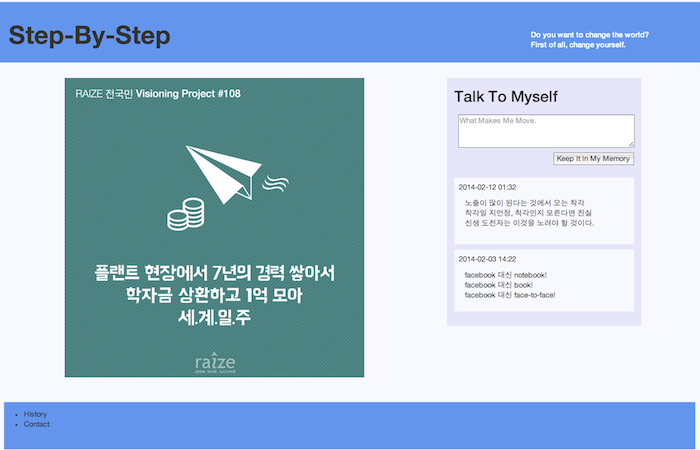 Step-By-Step
Do you want to change the world?
First of all, change yourself.
RAIZE 전국민 Visioning Project #108
플랜트 현장에서 7년의 경력 쌓아서
학자금 상환하고 1억 모아
세.계.일.주
raize
Talk To Myself
What Makes Me Move.
Keep It In My Memory
2014-02-12 01:32
노출이 많이 된다는 것에서 오는 착각
착각일 지언정, 착각인지 모른다면 진실
신생 도전자는 이것을 노려야 할 것이다.
2014-02-03 14:22
facebook 대신 notebook!
facebook 대신 book!
facebook 대신 face-to-face!
History
Contact